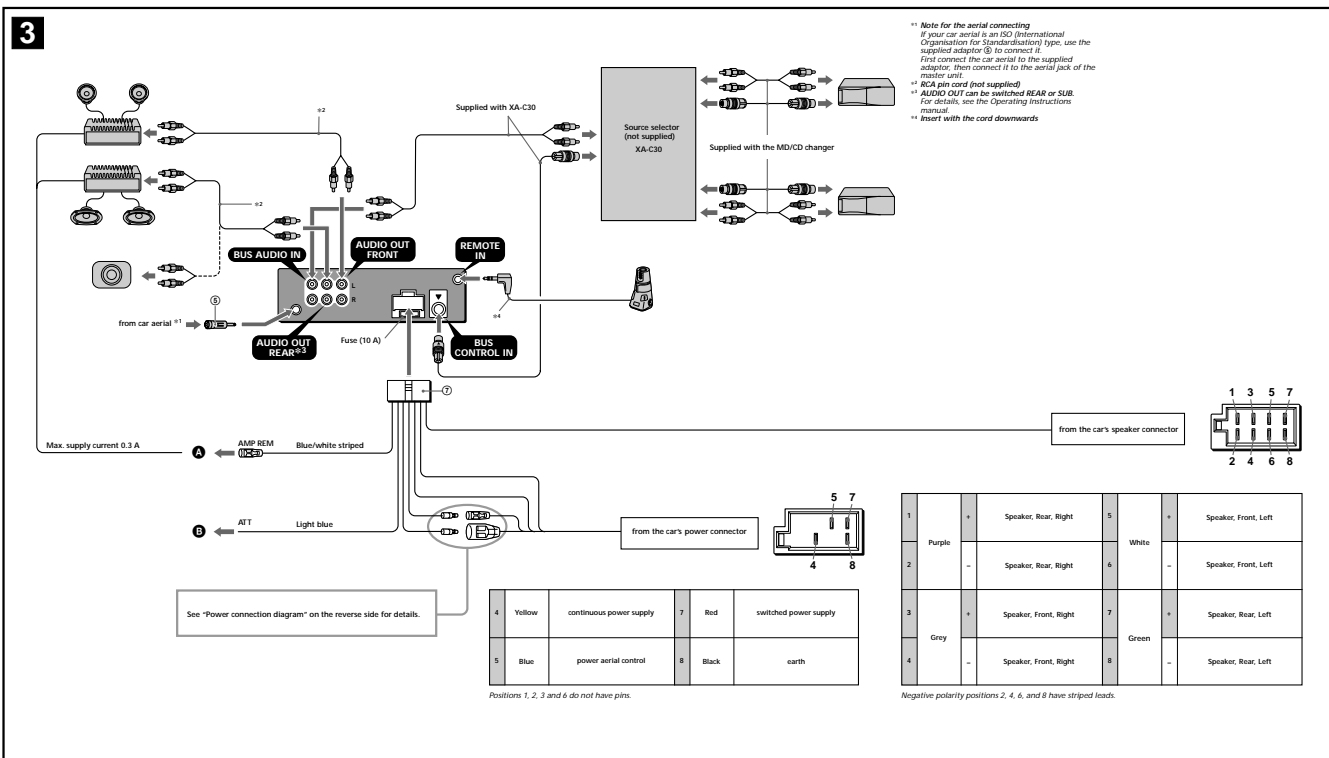 3
*1 Note for the aerial connecting
If your car aerial is an ISO (International
Organisation for Standardisation) type, use the
supplied adaptor ⑤ to connect it.
First connect the car aerial to the supplied
adaptor, then connect it to the aerial jack of the
master unit.
*2 RCA pin cord (not supplied)
*3 AUDIO OUT can be switched REAR or SUB.
For details, see the Operating Instructions
manual.
*4 Insert with the cord downwards
*2
Supplied with XA-C30
Source selector
(not supplied)
XA-C30
Supplied with the MD/CD changer
*2
BUS AUDIO IN
AUDIO OUT
FRONT
REMOTE
IN
L
R
⑤
from car aerial *1
*4
AUDIO OUT
REAR*3
Fuse (10 A)
BUS
CONTROL IN
⑦
Max. supply current 0.3 A
A
AMP REM
Blue/white striped
from the car's speaker connector
1 3 5 7
2 4 6 8
B
ATT
Light blue
from the car's power connector
5 7
4 8
See “Power connection diagram” on the reverse side for details.
4 Yellow continuous power supply 7 Red switched power supply
5 Blue power aerial control 8 Black earth
Positions 1, 2, 3 and 6 do not have pins.
1 Purple + Speaker, Rear, Right 5 White + Speaker, Front, Left
2 – Speaker, Rear, Right 6 – Speaker, Front, Left
3 Grey + Speaker, Front, Right 7 Green + Speaker, Rear, Left
4 – Speaker, Front, Right 8 – Speaker, Rear, Left
Negative polarity positions 2, 4, 6, and 8 have striped leads.